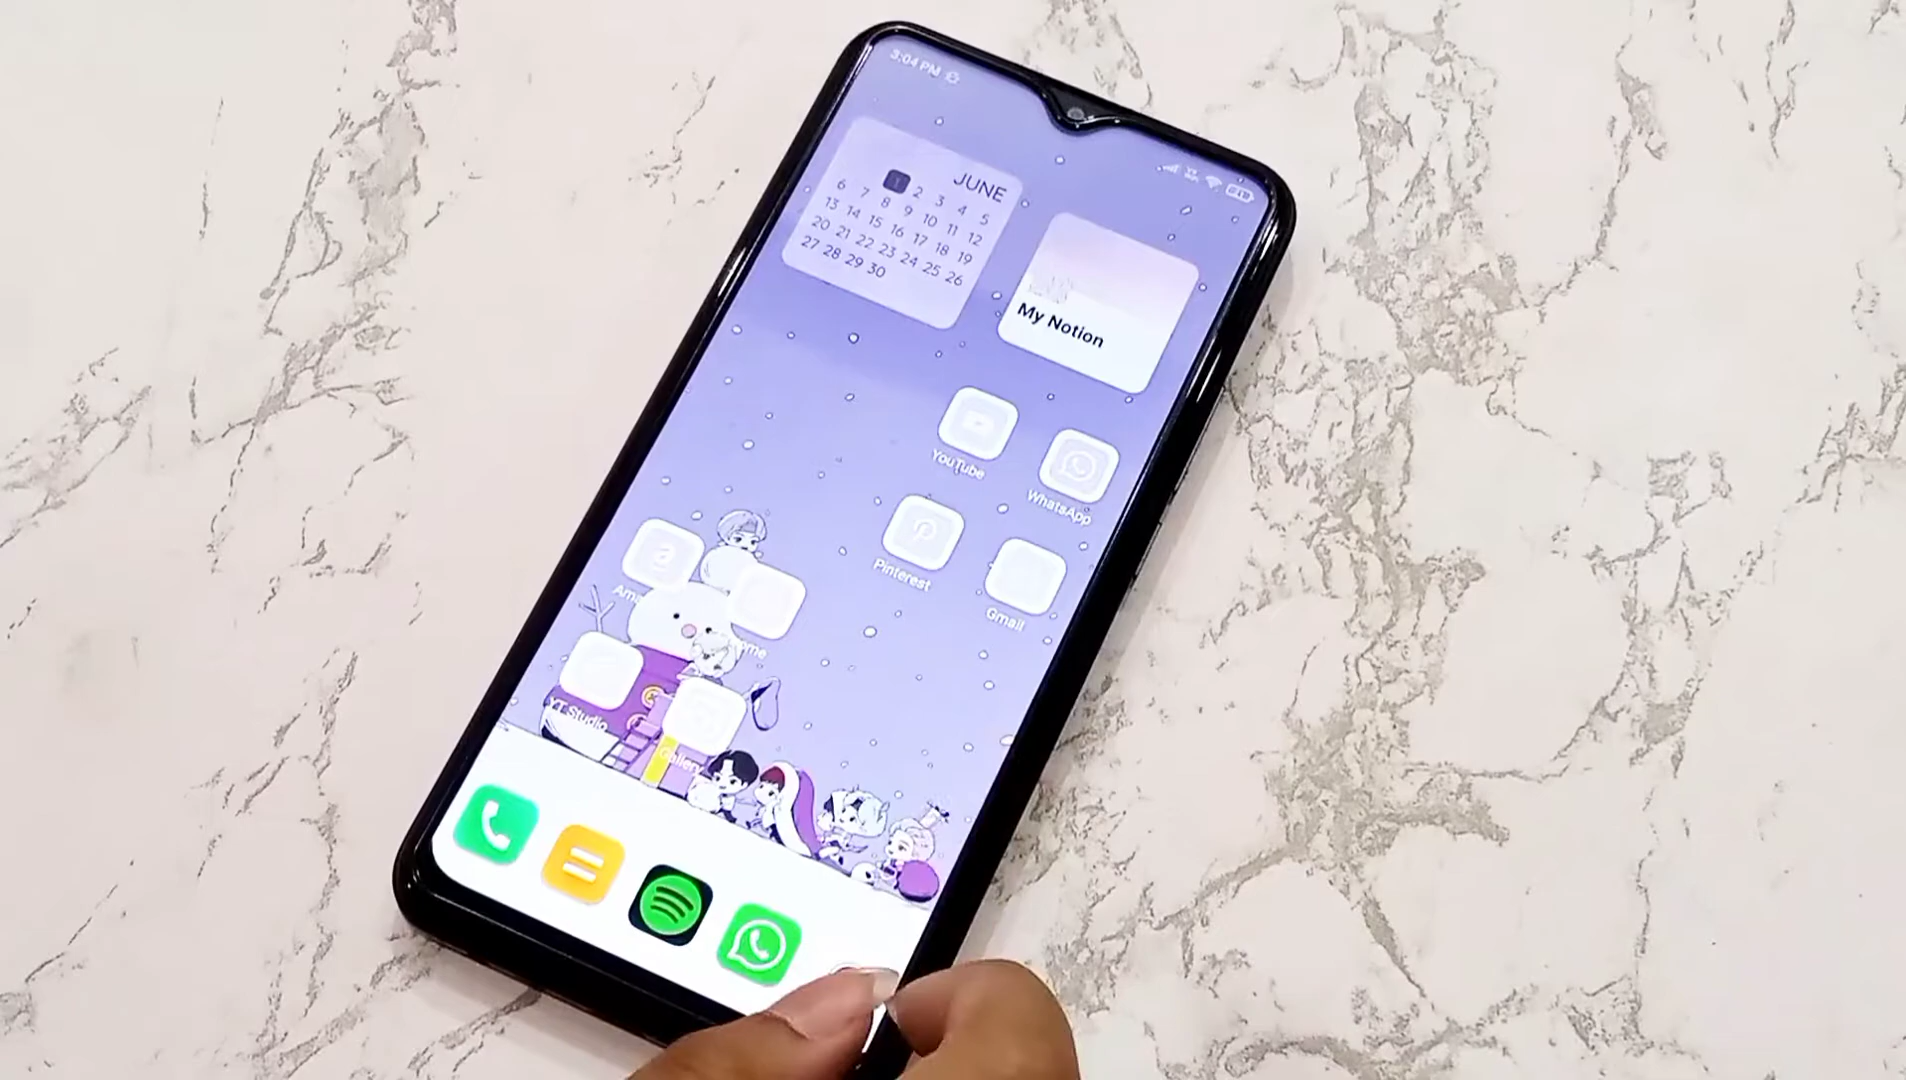 3:04 PM
JUNE
1 2 3 4 5
6 7 8 9 10 11 12
13 14 15 16 17 18 19
20 21 22 23 24 25 26
27 28 29 30
My Notion
YouTube
WhatsApp
Pinterest
Gmail
YT Studio
Gallery